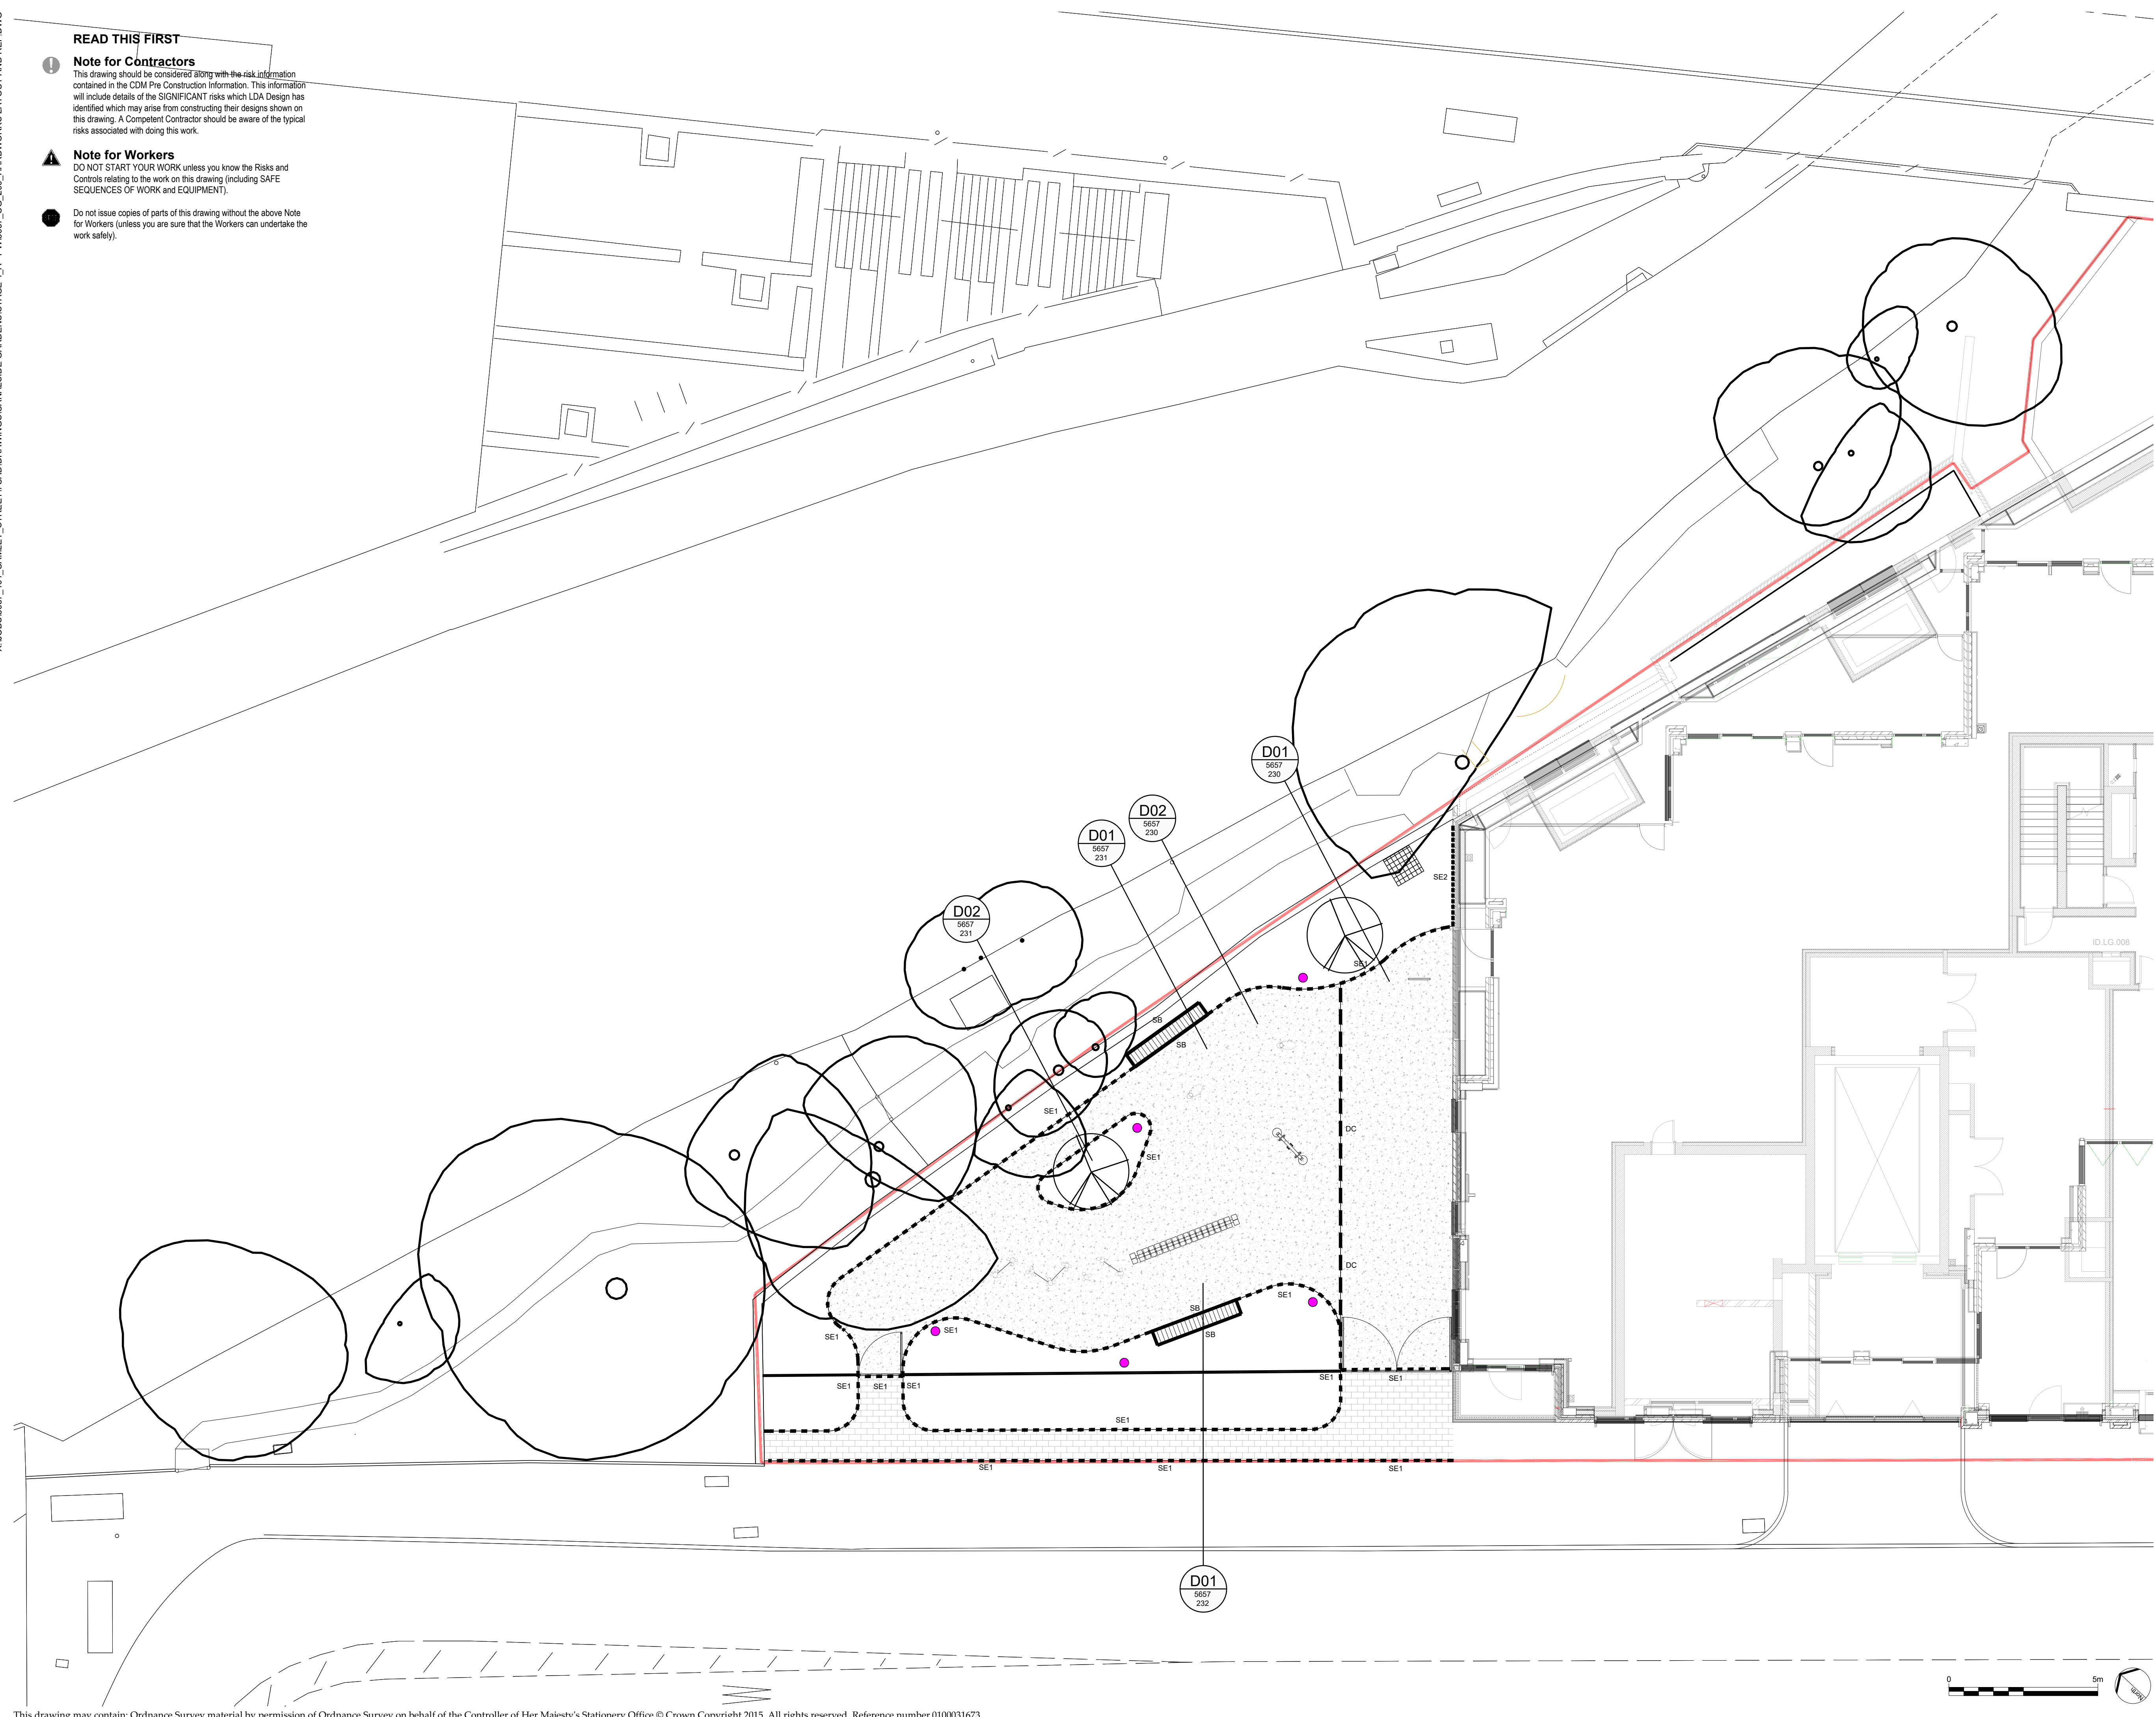 READ THIS FIRST
Note for Contractors
This drawing should be considered along with the risk information
contained in the CDM Pre Construction Information. This information
will include details of the SIGNIFICANT risks which LDA Design has
identified which may arise from constructing their designs shown on
this drawing. A Competent Contractor should be aware of the typical
risks associated with doing this work.
Note for Workers
DO NOT START YOUR WORK unless you know the Risks and
Controls relating to the work on this drawing (including SAFE
SEQUENCES OF WORK and EQUIPMENT).
Do not issue copies of parts of this drawing without the above Note
for Workers (unless you are sure that the Workers can undertake the
work safely).
D01
5657
230
D02
5657
230
D01
5657
231
D02
5657
231
SE2
ID.LG.008
SE1
SB
SB
SE1
DC
SE1
DC
SE1
SB
SE1
SE1
SB
SE1
SE1
SE1
SE1
SE1
SE1
SE1
SE1
SE1
D01
5657
232
0
5m
North
This drawing may contain: Ordnance Survey material by permission of Ordnance Survey on behalf of the Controller of Her Majesty's Stationery Office © Crown Copyright 2015. All rights reserved. Reference number 0100031673